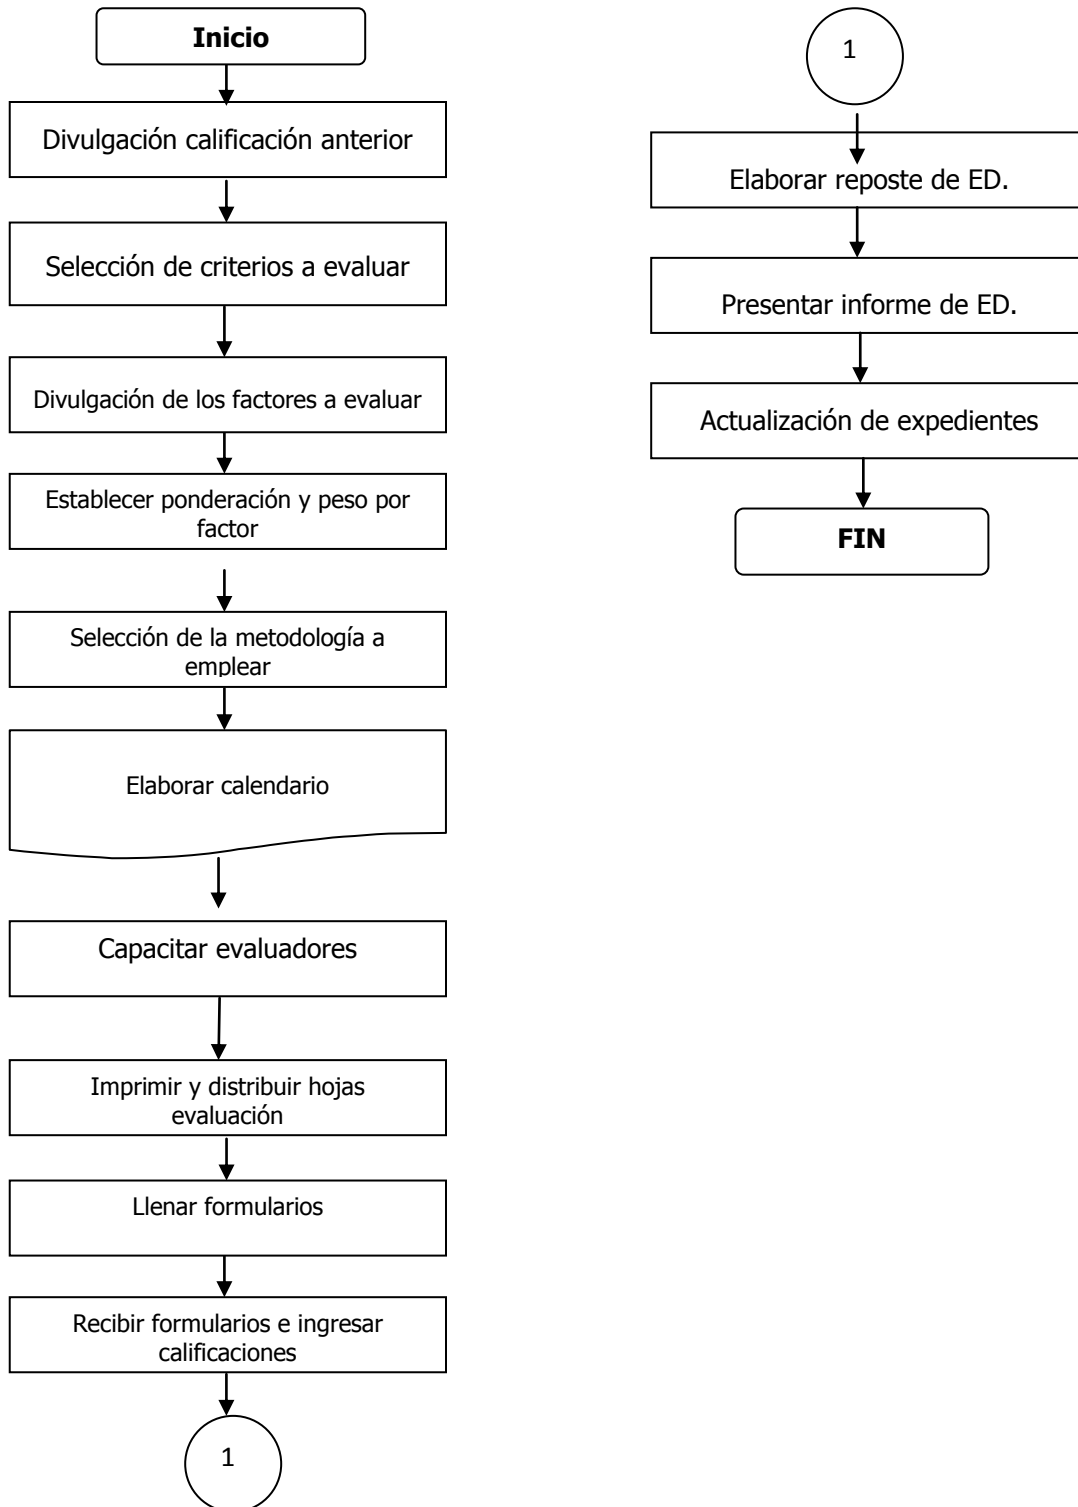 Inicio
Divulgación calificación anterior
Selección de criterios a evaluar
Divulgación de los factores a evaluar
Establecer ponderación y peso por
factor
Selección de la metodología a
emplear
Elaborar calendario
Capacitar evaluadores
Imprimir y distribuir hojas
evaluación
Llenar formularios
Recibir formularios e ingresar
calificaciones
1
1
Elaborar reposte de ED.
Presentar informe de ED.
Actualización de expedientes
FIN